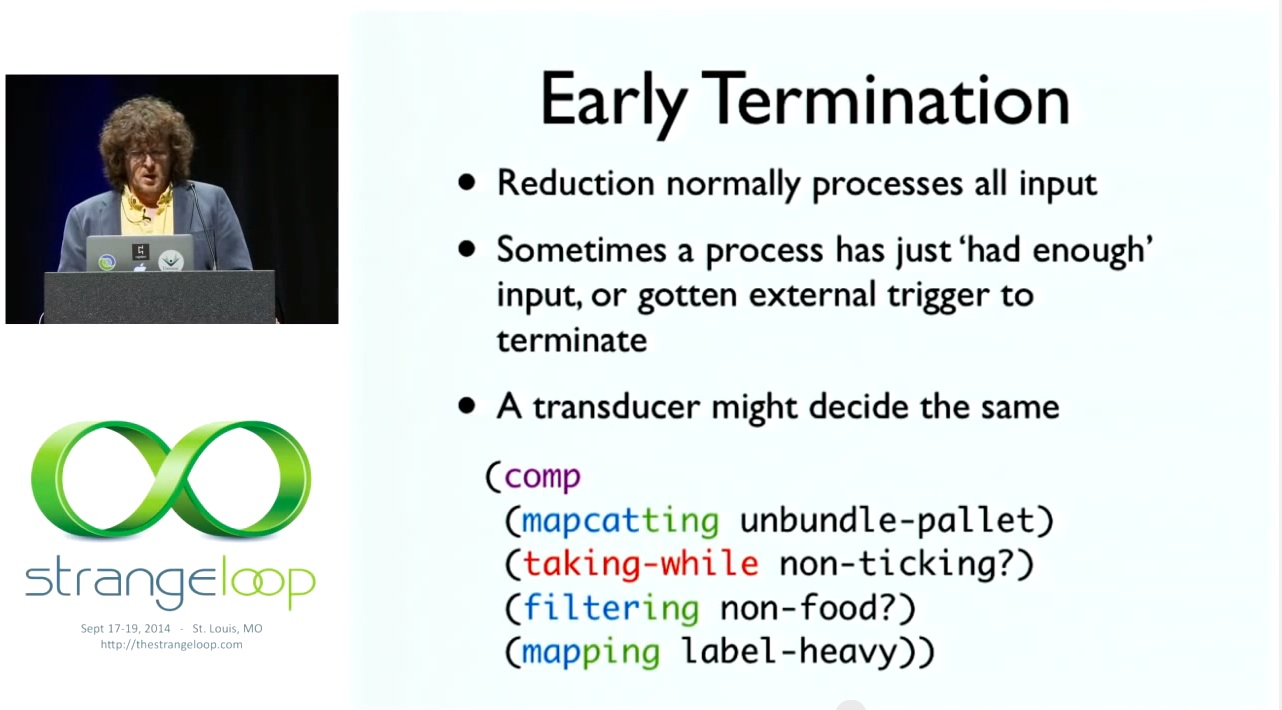 Early Termination
• Reduction normally processes all input
• Sometimes a process has just ‘had enough’
input, or gotten external trigger to
terminate
• A transducer might decide the same
(comp
(mapcatting unbundle-pallet)
(taking-while non-ticking?)
(filtering non-food?)
(mapping label-heavy))
strangeloop
Sept 17-19, 2014 - St. Louis, MO
http://thestrangeloop.com